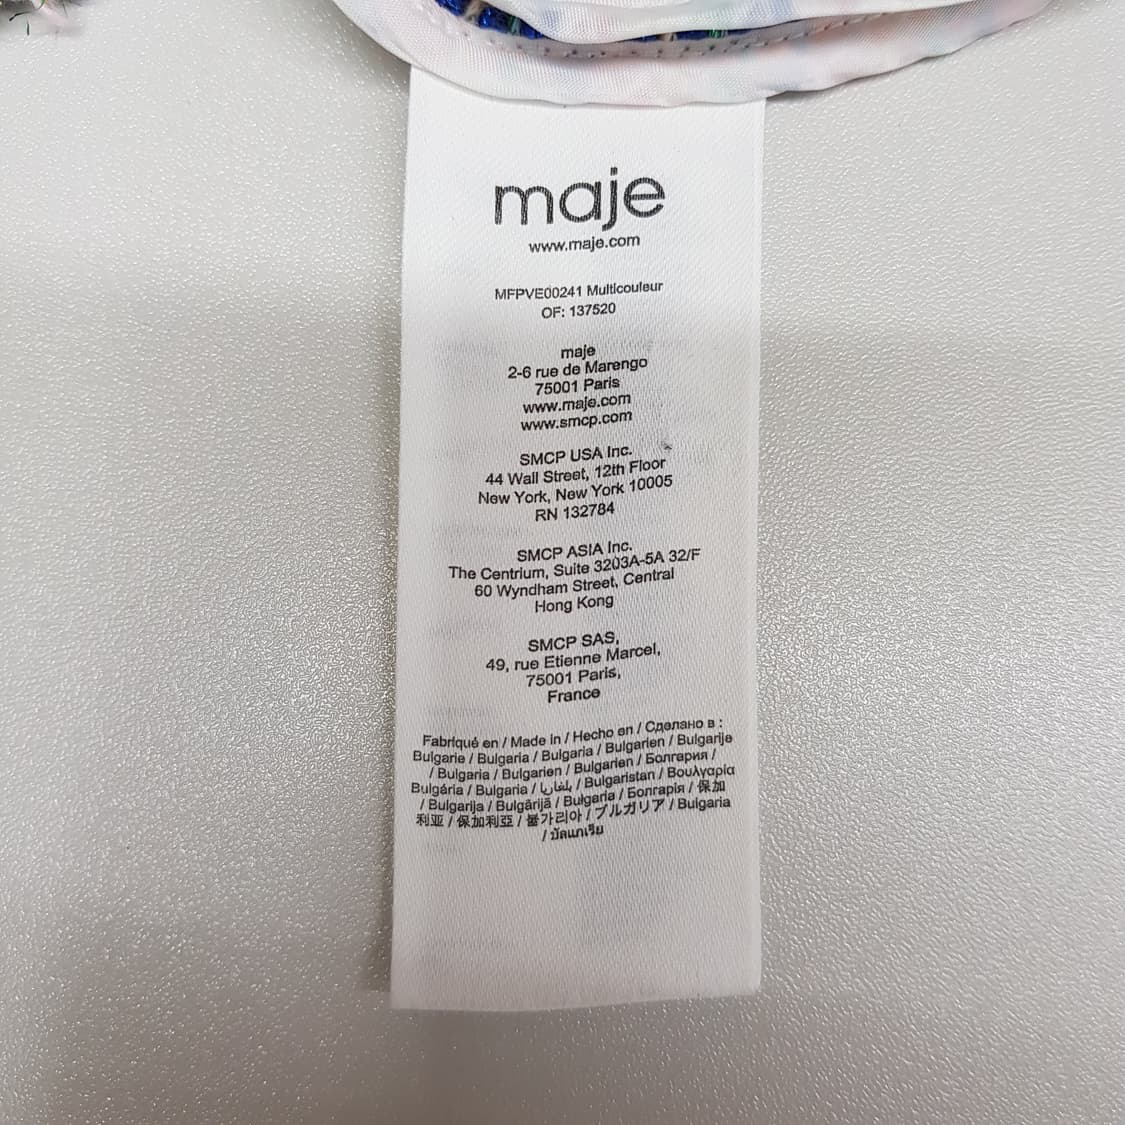 maje
www.maje.com
MFPVE00241 Multicouleur
OF: 137520
maje
2-6 rue de Marengo
75001 Paris
www.maje.com
www.smcp.com
SMCP USA Inc.
44 Wall Street, 12th Floor
New York, New York 10005
RN 132784
SMCP ASIA Inc.
The Centrium, Suite 3203A-5A 32/F
60 Wyndham Street, Central
Hong Kong
SMCP SAS,
49, rue Etienne Marcel,
75001 Paris,
France
Fabriqué en / Made in / Hecho en / Сделано в :
Bulgarie / Bulgaria / Bulgaria / Bulgarien / Bulgarije
/ Bulgaria / Bulgarien / Bulgarien / Болгария /
Bulgária / Bulgaria / بلغاريا / Bulgaristan / Βουλγαρία
/ Bulgarija / Bulgārijā / Bulgaria / Болгарія / 保加
利亚 / 保加利亞 / 불가리아 / ブルガリア / Bulgaria
/ บัลแกเรีย